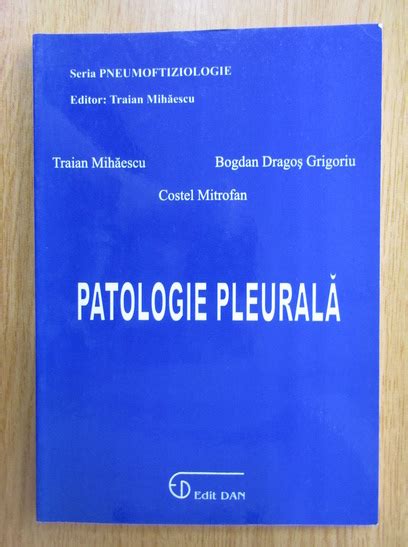 Seria PNEUMOFTIZIOLOGIE
Editor: Traian Mihăescu
Traian Mihăescu Bogdan Dragoş Grigoriu
Costel Mitrofan
PATOLOGIE PLEURALĂ
ED Edit DAN